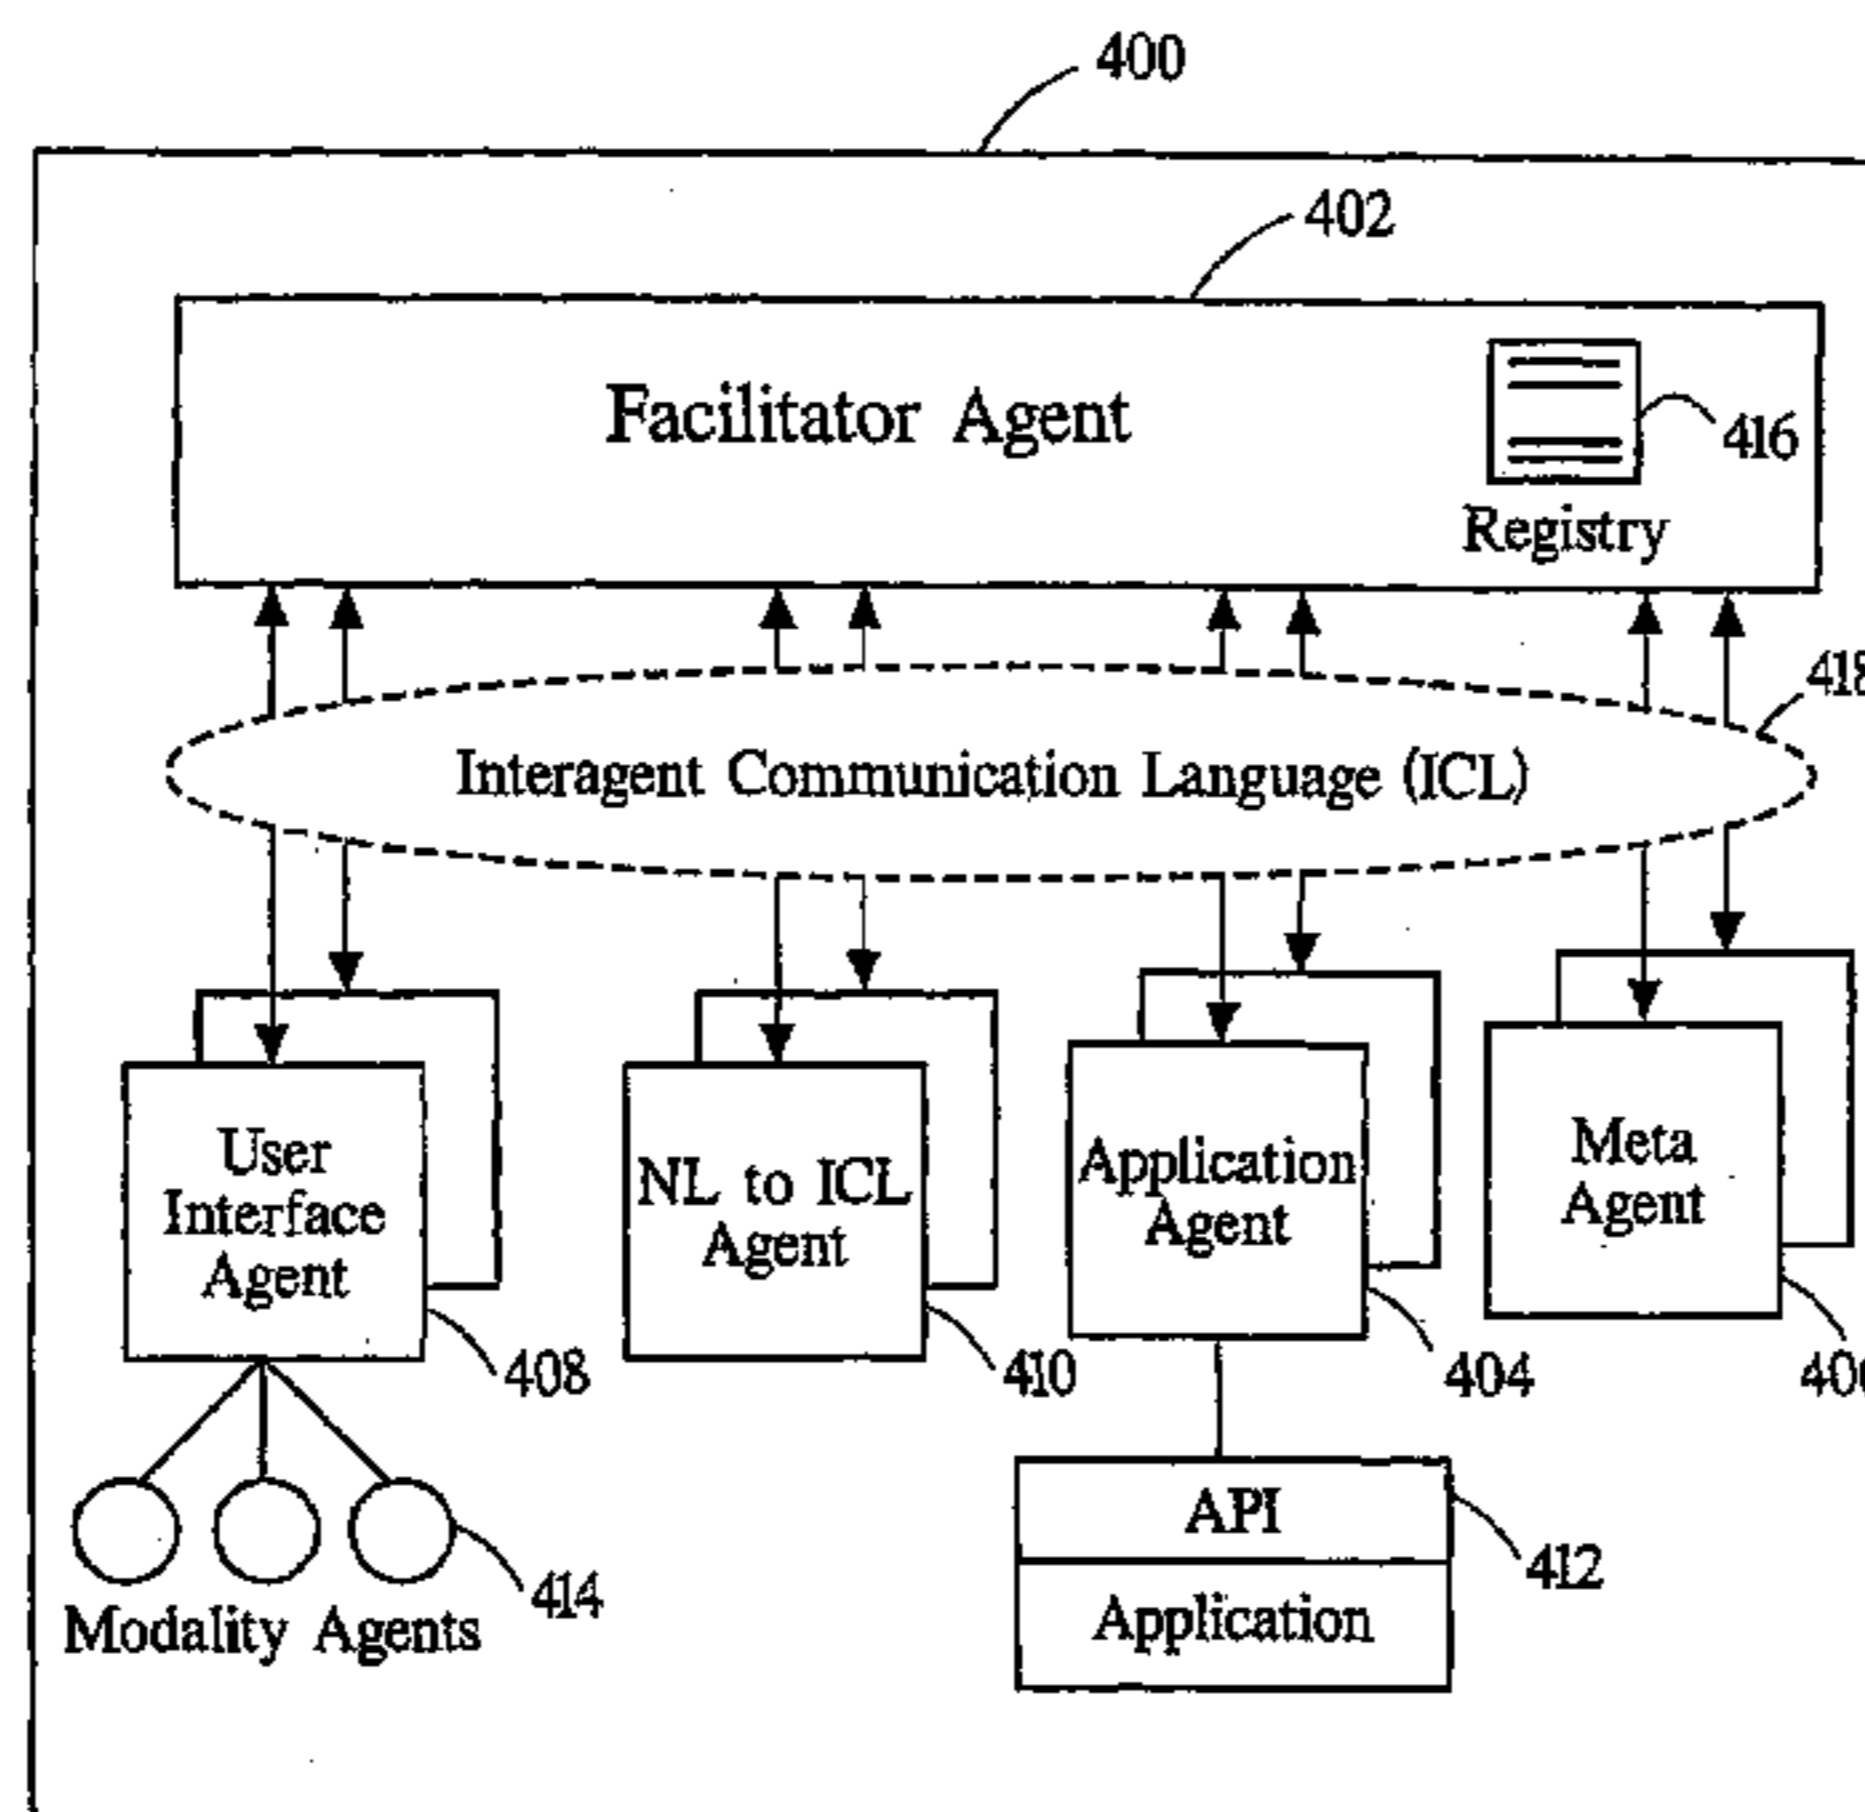 400
402
Facilitator Agent
416
Registry
418
Interagent Communication Language (ICL)
User
Interface
Agent
NL to ICL
Agent
Application
Agent
Meta
Agent
408
410
404
Modality Agents
414
API
412
Application